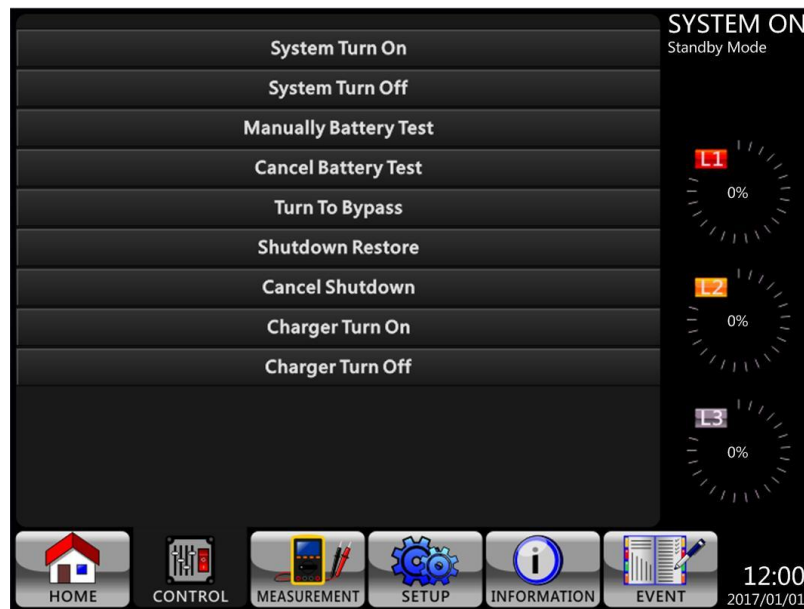 SYSTEM ON
Standby Mode
System Turn On
System Turn Off
Manually Battery Test
Cancel Battery Test
Turn To Bypass
Shutdown Restore
Cancel Shutdown
Charger Turn On
Charger Turn Off
L1
0%
L2
0%
L3
0%
HOME
CONTROL
MEASUREMENT
SETUP
INFORMATION
EVENT
12:00
2017/01/01